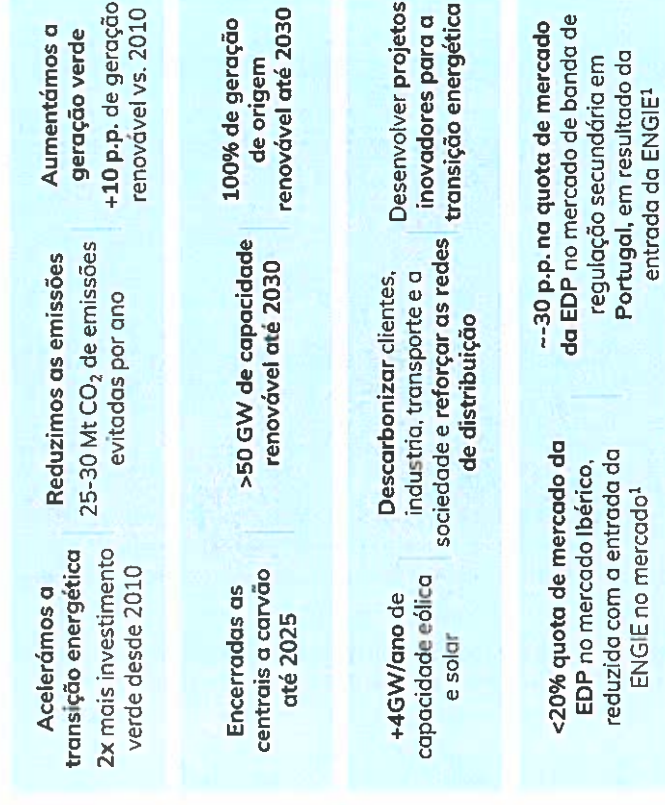 Acelerámos a
transição energética
2x mais investimento
verde desde 2010
Reduzimos as emissões
25-30 Mt CO₂ de emissões
evitadas por ano
Aumentámos a
geração verde
+10 p.p. de geração
renovável vs. 2010
Encerradas as
centrais a carvão
até 2025
>50 GW de capacidade
renovável até 2030
100% de geração
de origem
renovável até 2030
+4GW/ano de
capacidade eólica
e solar
Descarbonizar clientes,
industria, transporte e a
sociedade e reforçar as redes
de distribuição
Desenvolver projetos
inovadores para a
transição energética
<20% quota de mercado da
EDP no mercado Ibérico,
reduzida com a entrada da
ENGIE no mercado¹
~-30 p.p. na quota de mercado
da EDP no mercado de banda de
regulação secundária em
Portugal, em resultado da
entrada da ENGIE¹